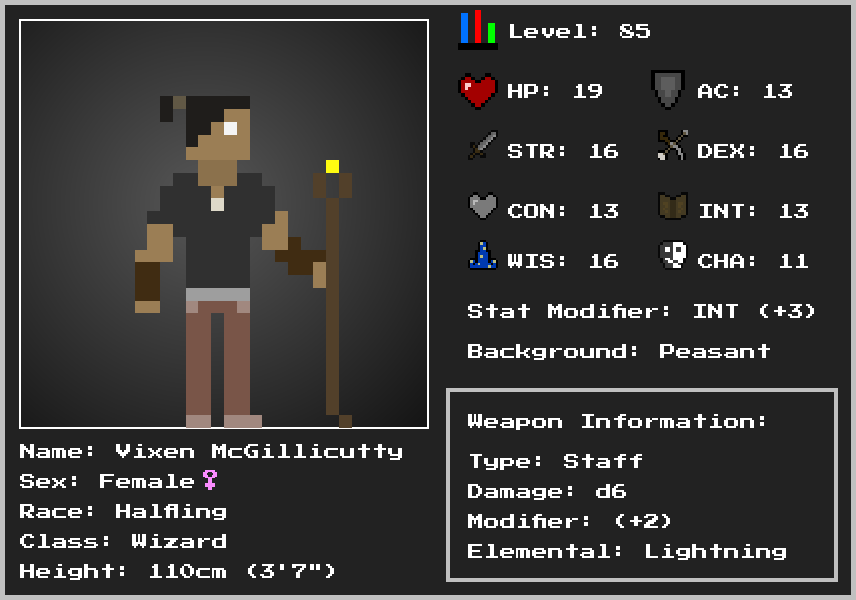 Level: 85
HP: 19 AC: 13
STR: 16 DEX: 16
CON: 13 INT: 13
WIS: 16 CHA: 11
Stat Modifier: INT (+3)
Background: Peasant
Weapon Information:
Type: Staff
Damage: d6
Modifier: (+2)
Elemental: Lightning
Name: Vixen McGillicutty
Sex: Female♀
Race: Halfling
Class: Wizard
Height: 110cm (3'7")